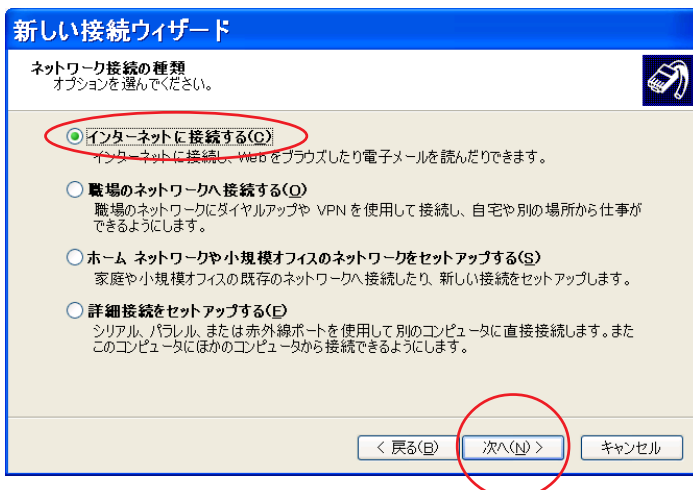 新しい接続ウィザード
ネットワーク接続の種類
オプションを選んでください。
インターネットに接続する(C)
インターネットに接続し、Webをブラウズしたり電子メールを読んだりできます。
職場のネットワークへ接続する(O)
職場のネットワークにダイヤルアップや VPN を使用して接続し、自宅や別の場所から仕事が
できるようにします。
ホーム ネットワークや小規模オフィスのネットワークをセットアップする(S)
家庭や小規模オフィスの既存のネットワークへ接続したり、新しい接続をセットアップします。
詳細接続をセットアップする(E)
シリアル、パラレル、または赤外線ポートを使用して別のコンピュータに直接接続します。また
このコンピュータにほかのコンピュータから接続できるようにします。
< 戻る(B) 次へ(N) > キャンセル